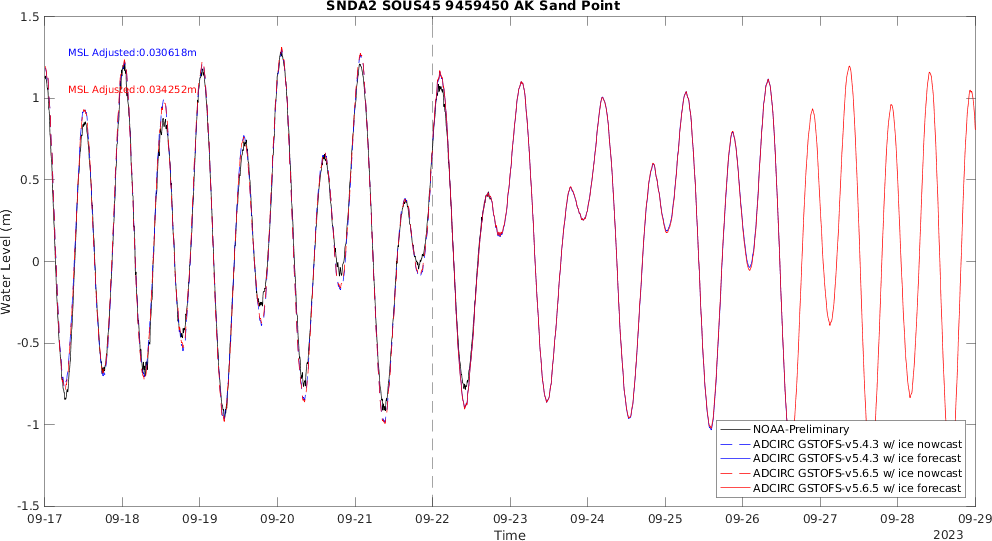 SNDA2 SOUS45 9459450 AK Sand Point
1.5
1
0.5
0
-0.5
-1
-1.5
Water Level (m)
MSL Adjusted:0.030618m
MSL Adjusted:0.034252m
NOAA-Preliminary
ADCIRC GSTOFS-v5.4.3 w/ ice nowcast
ADCIRC GSTOFS-v5.4.3 w/ ice forecast
ADCIRC GSTOFS-v5.6.5 w/ ice nowcast
ADCIRC GSTOFS-v5.6.5 w/ ice forecast
09-17 09-18 09-19 09-20 09-21 09-22 09-23 09-24 09-25 09-26 09-27 09-28 09-29
Time
2023